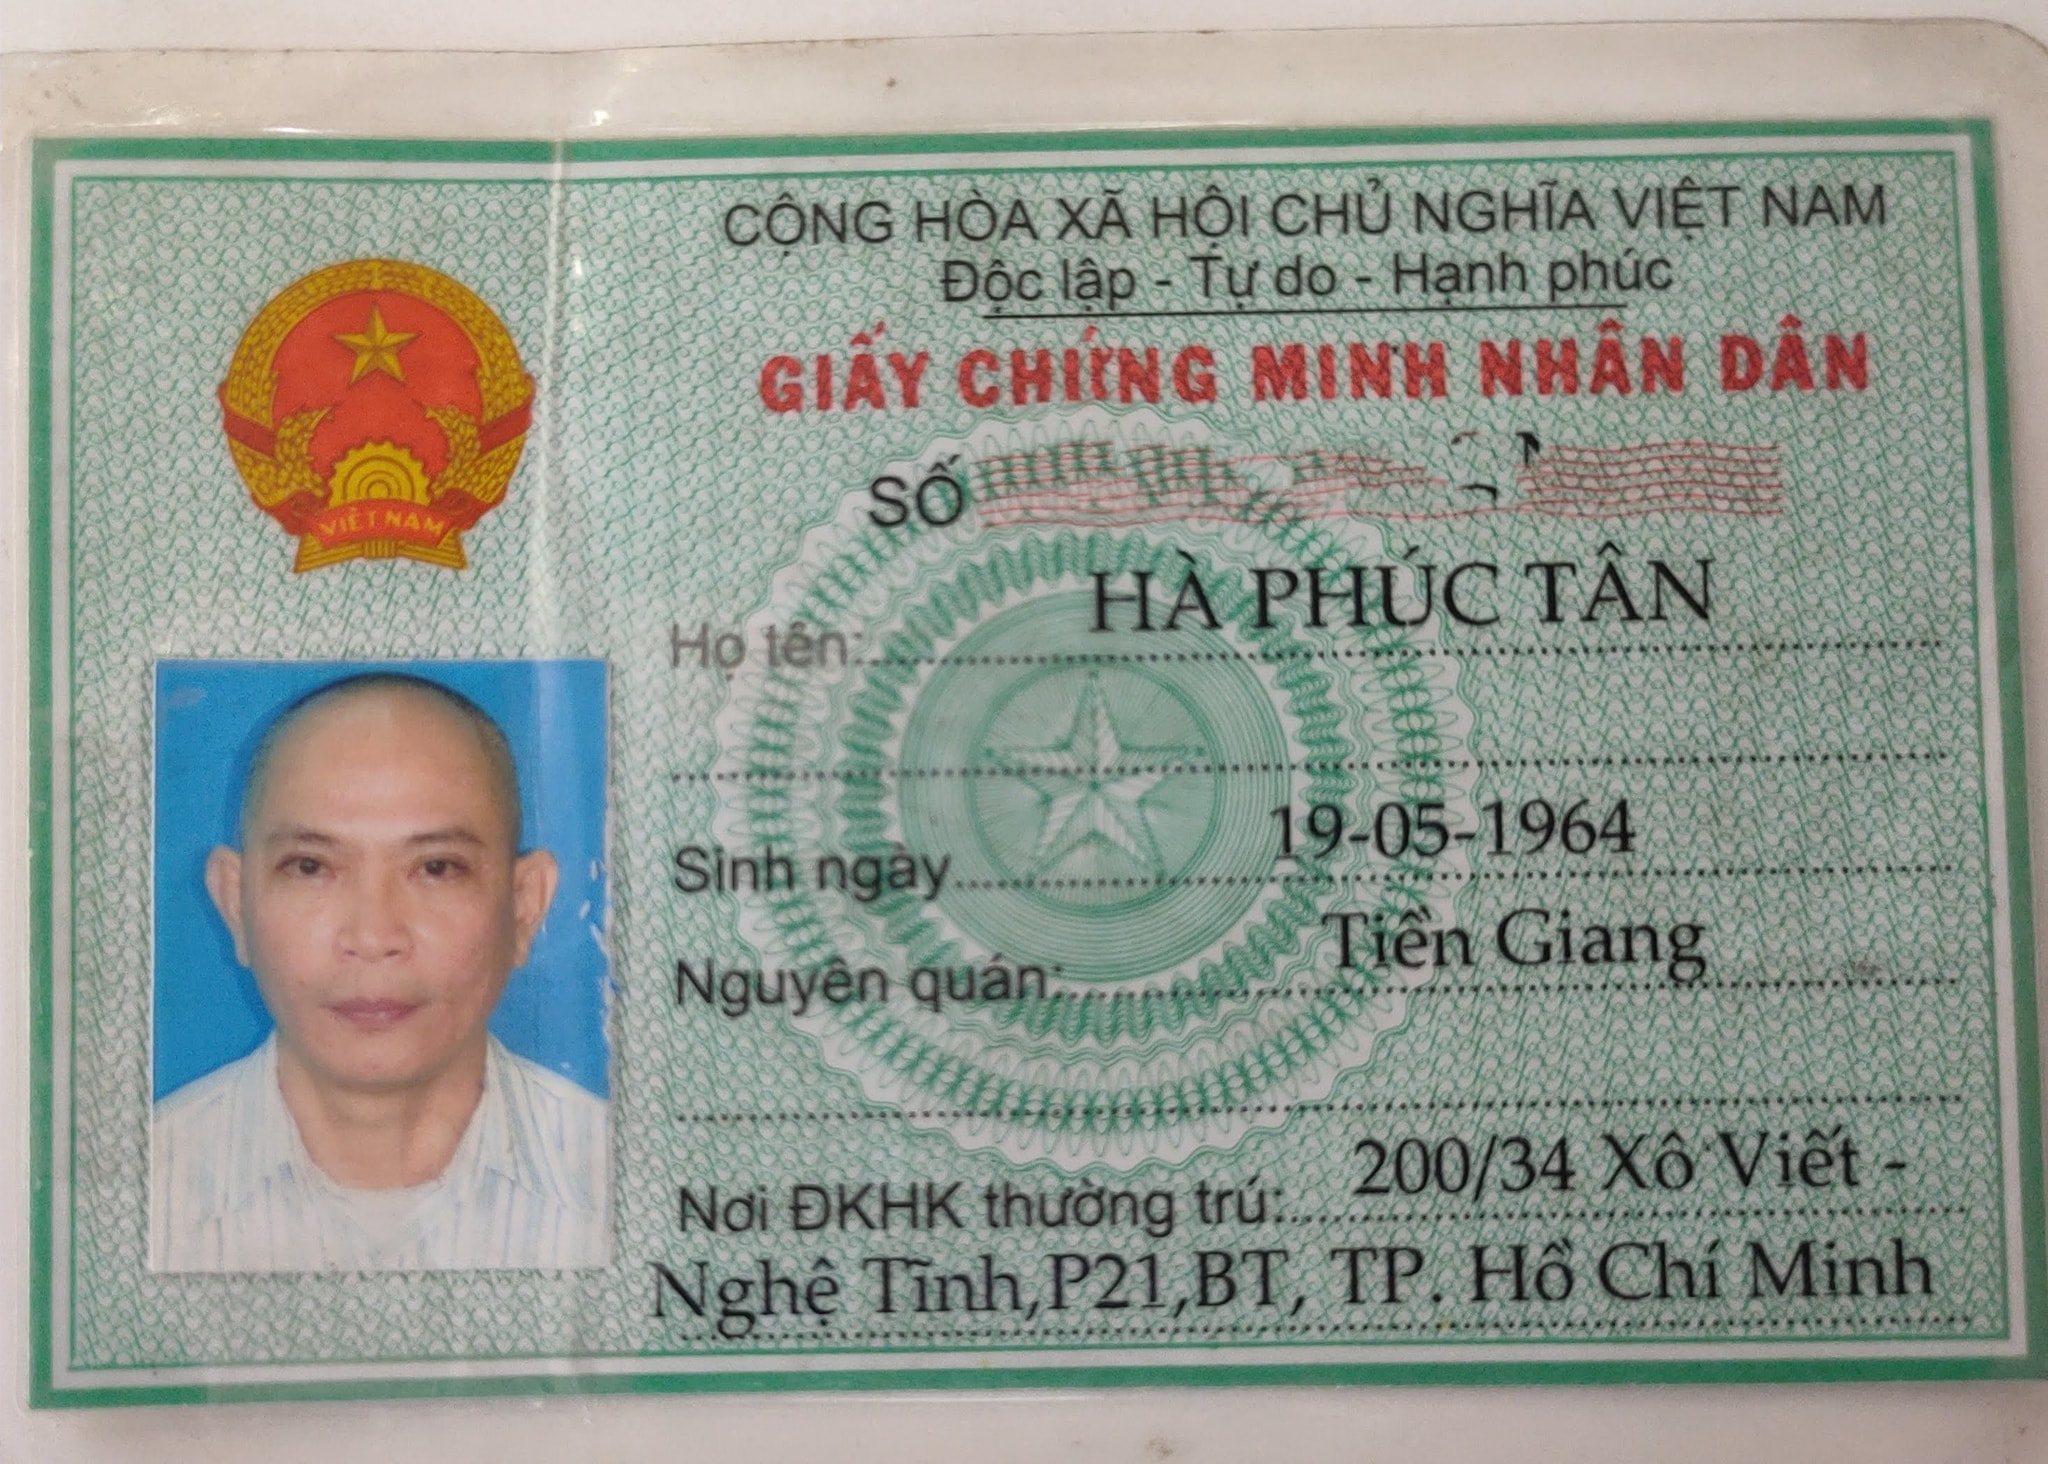 CỘNG HÒA XÃ HỘI CHỦ NGHĨA VIỆT NAM
Độc lập - Tự do - Hạnh phúc
GIẤY CHỨNG MINH NHÂN DÂN
SỐ
VIỆT NAM
Họ tên: HÀ PHÚC TÂN
Sinh ngày 19-05-1964
Nguyên quán: Tiền Giang
Nơi ĐKHK thường trú: 200/34 Xô Viết -
Nghệ Tĩnh,P21,BT, TP. Hồ Chí Minh